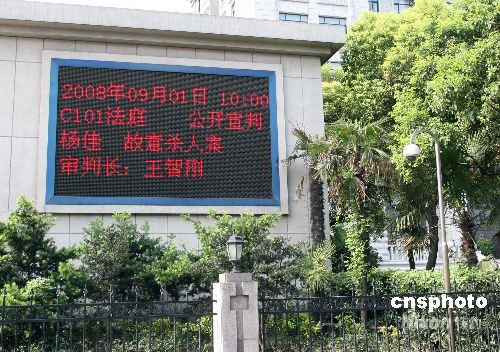 2008年09月01日 10:00
C101法庭 公开宣判
杨佳 故意杀人案
审判长：王智刚
cnsphoto